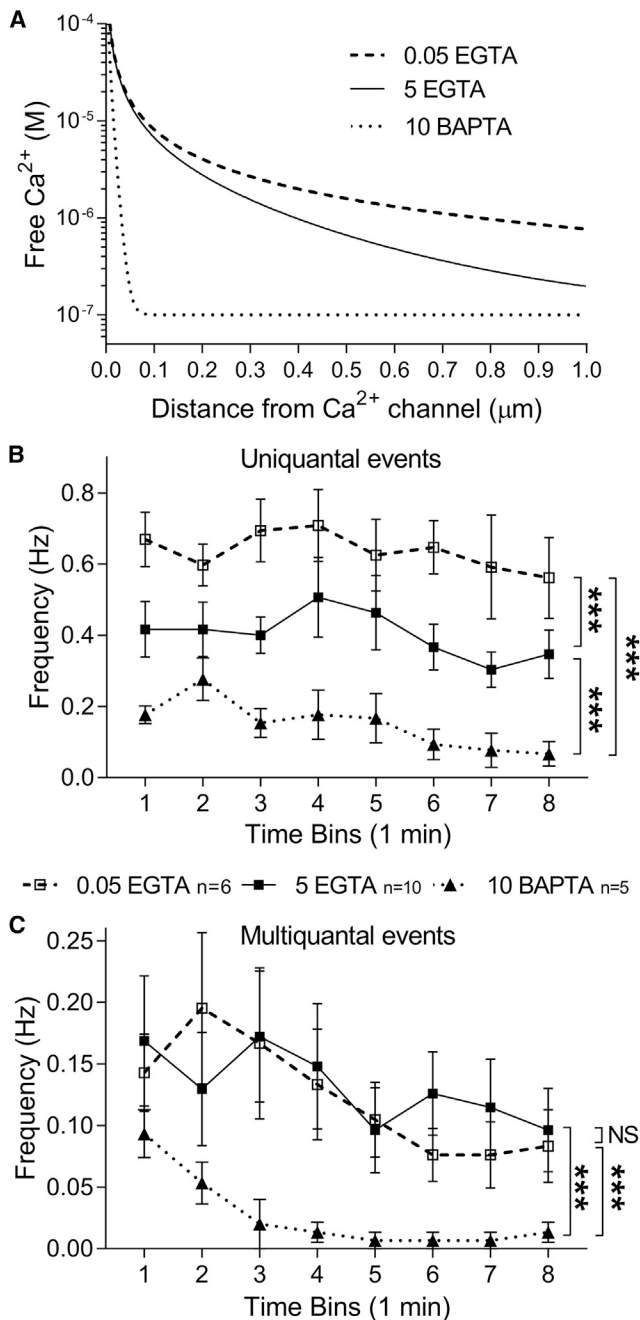 A
10⁻⁴
0.05 EGTA
5 EGTA
10 BAPTA
10⁻⁵
Free Ca²⁺ (M)
10⁻⁶
10⁻⁷
0.0 0.1 0.2 0.3 0.4 0.5 0.6 0.7 0.8 0.9 1.0
Distance from Ca²⁺ channel (μm)
B
Uniquantal events
0.8
0.6
Frequency (Hz)
0.4
0.2
0.0
***
***
***
1 2 3 4 5 6 7 8
Time Bins (1 min)
0.05 EGTA n=6 5 EGTA n=10 10 BAPTA n=5
C
Multiquantal events
0.25
0.20
Frequency (Hz)
0.15
0.10
0.05
0.00
NS
***
***
1 2 3 4 5 6 7 8
Time Bins (1 min)